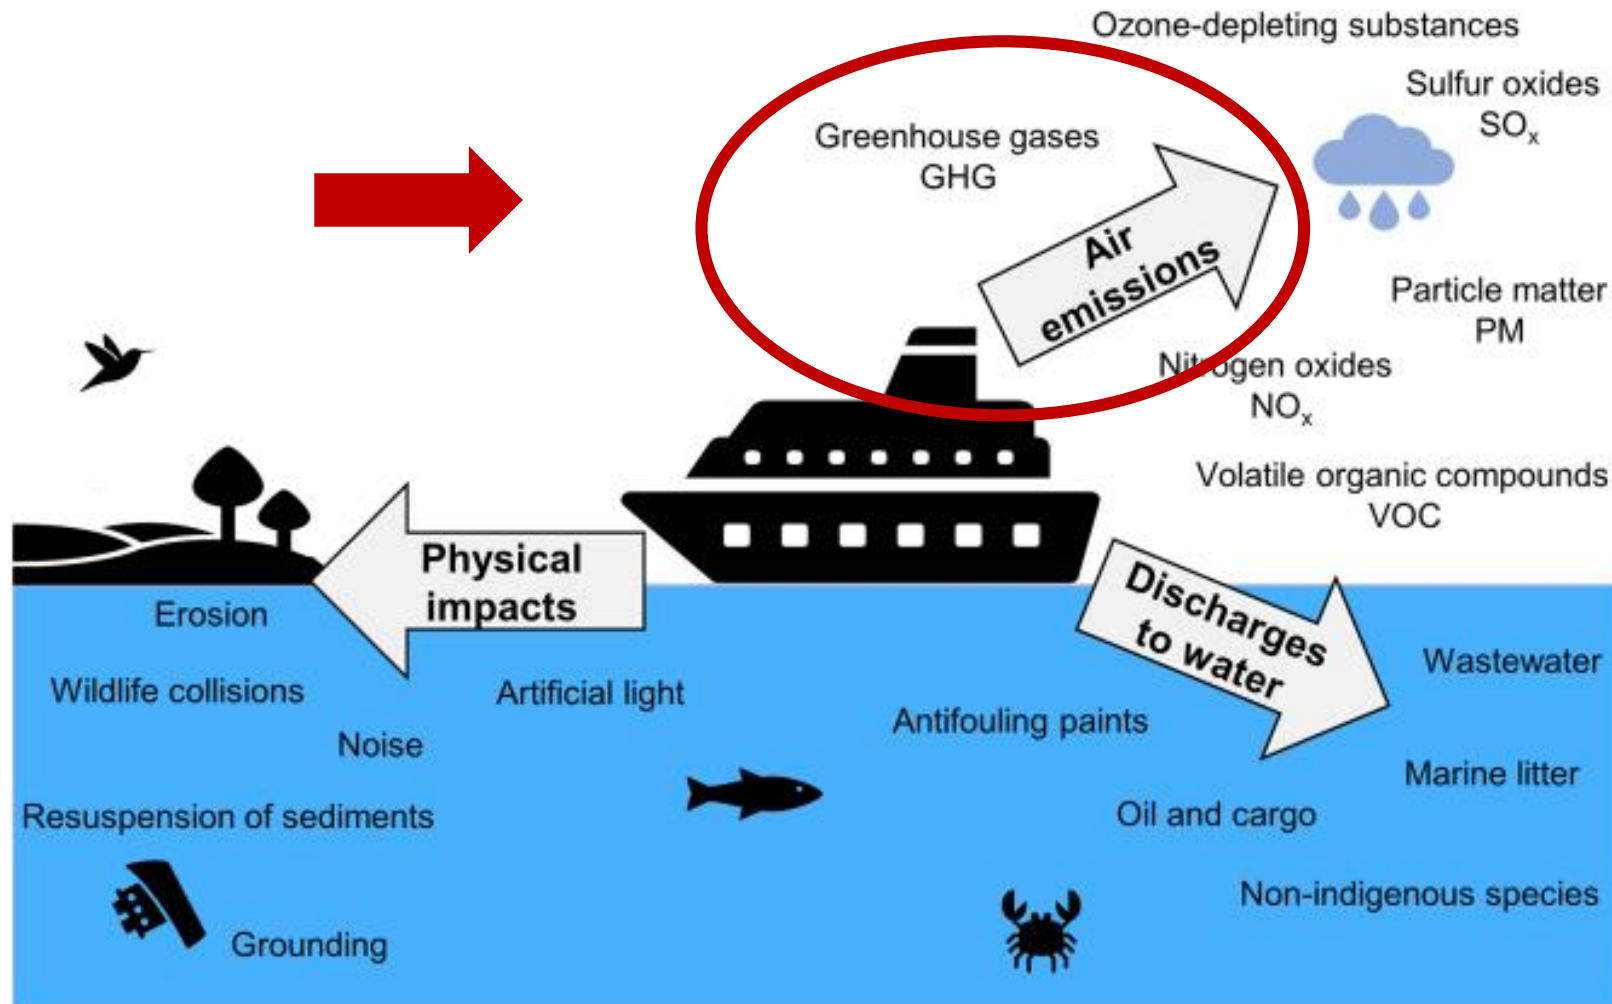 Ozone-depleting substances
Sulfur oxides
SOₓ
Greenhouse gases
GHG
Air
emissions
Particle matter
PM
Nitrogen oxides
NOₓ
Volatile organic compounds
VOC
Physical
impacts
Discharges
to water
Erosion
Wildlife collisions
Artificial light
Noise
Resuspension of sediments
Grounding
Wastewater
Antifouling paints
Marine litter
Oil and cargo
Non-indigenous species